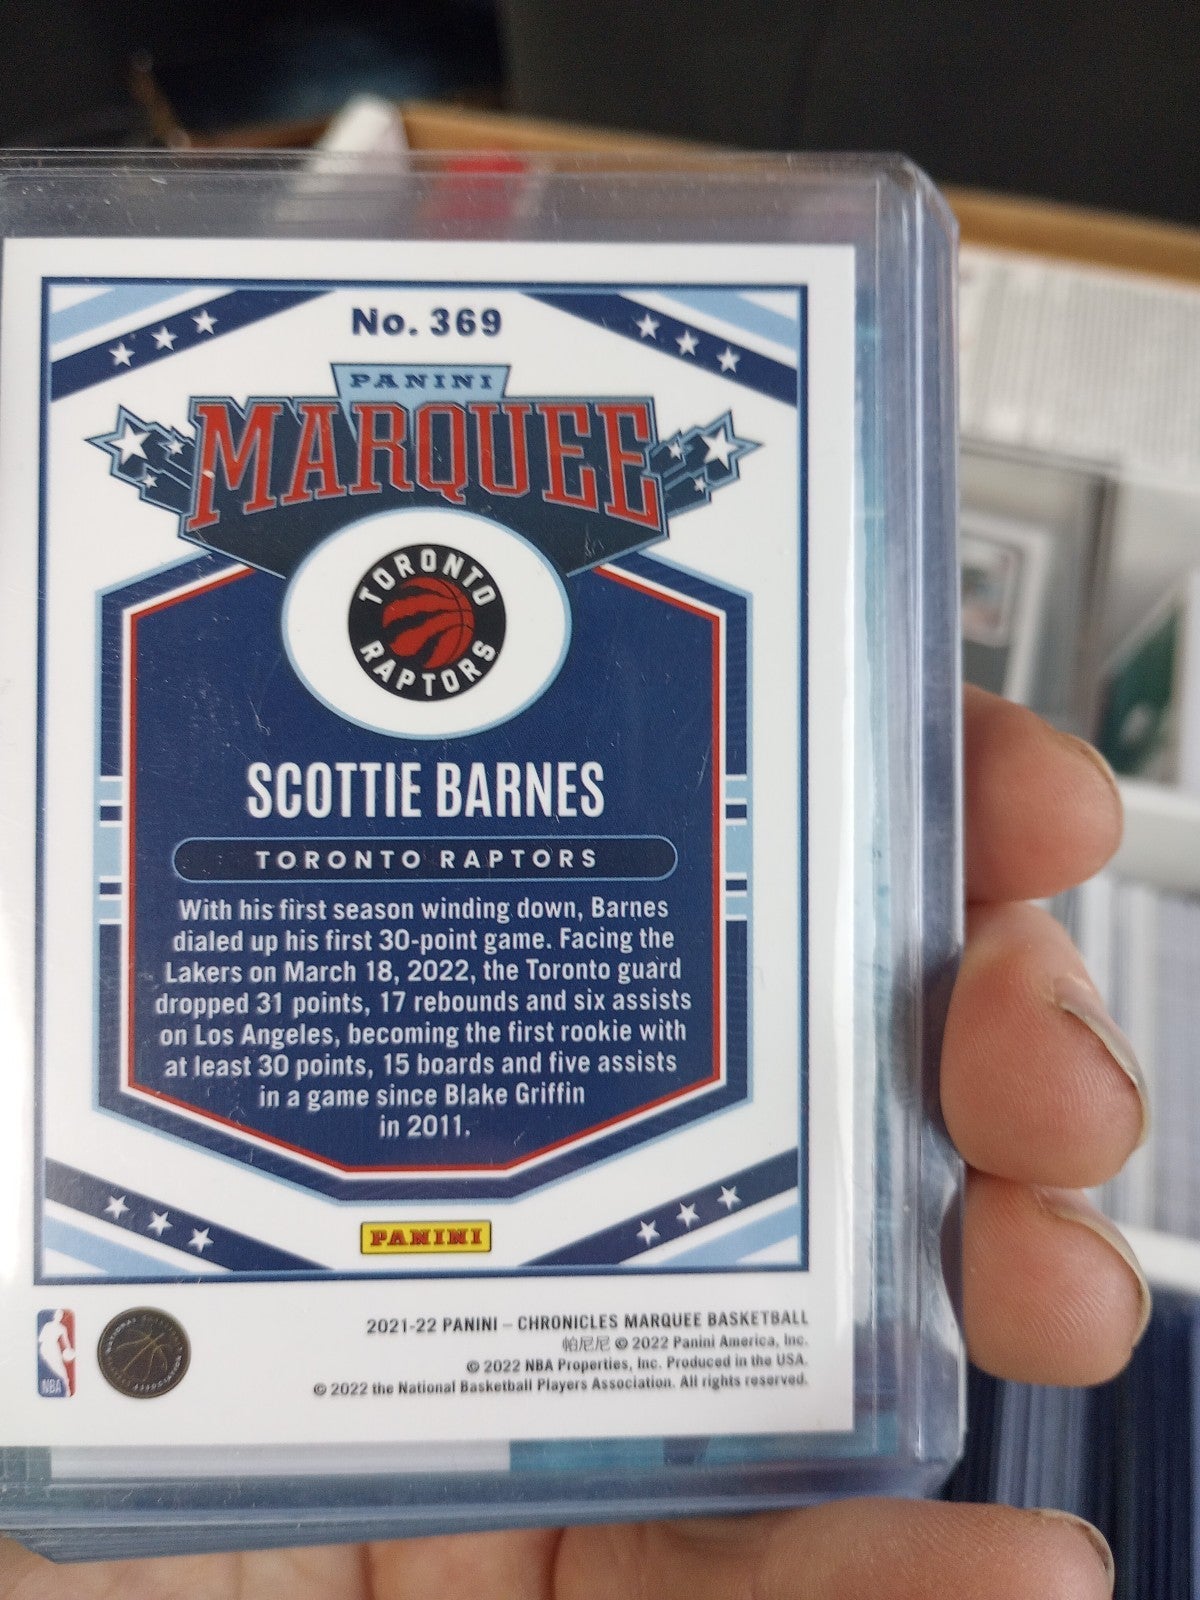 No. 369
PANINI
MARQUEE
TORONTO
RAPTORS
SCOTTIE BARNES
TORONTO RAPTORS
With his first season winding down, Barnes
dialed up his first 30-point game. Facing the
Lakers on March 18, 2022, the Toronto guard
dropped 31 points, 17 rebounds and six assists
on Los Angeles, becoming the first rookie with
at least 30 points, 15 boards and five assists
in a game since Blake Griffin
in 2011.
PANINI
NBA
2021-22 PANINI – CHRONICLES MARQUEE BASKETBALL
帕尼尼 © 2022 Panini America, Inc.
© 2022 NBA Properties, Inc. Produced in the USA.
© 2022 the National Basketball Players Association. All rights reserved.